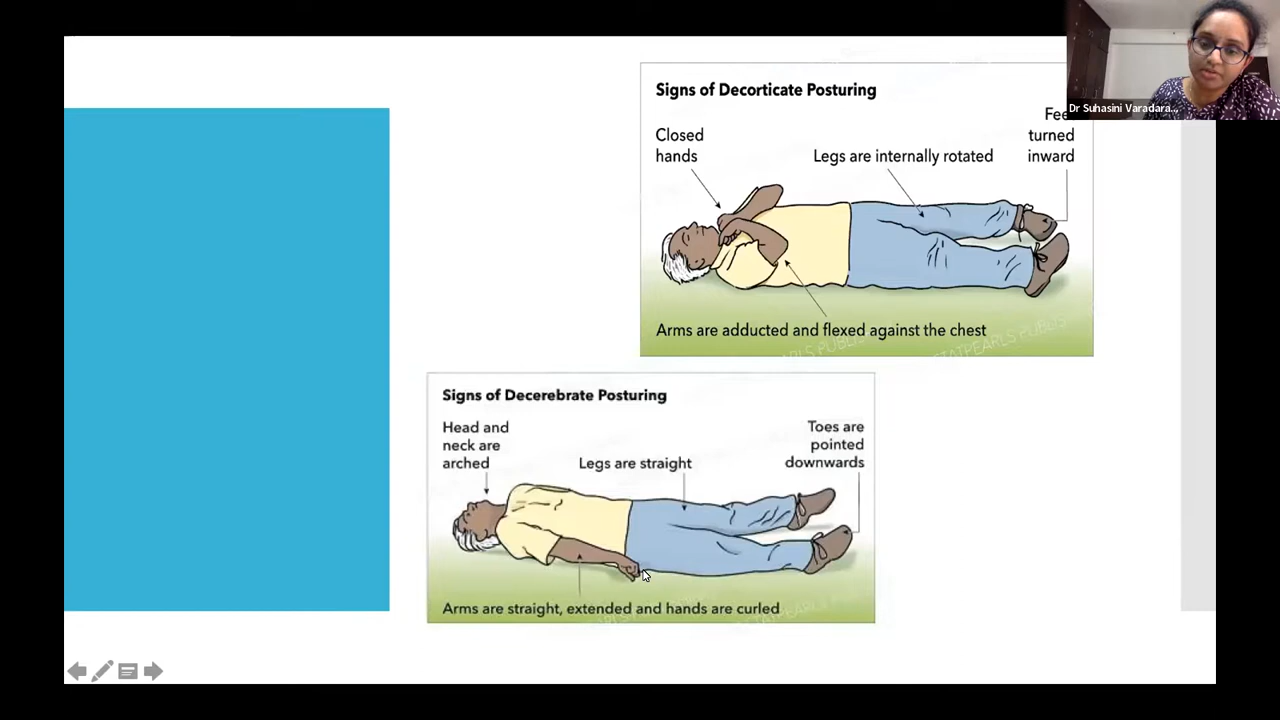 Dr Suhasini Varadara...
Signs of Decorticate Posturing
Closed
hands
Legs are internally rotated
Fee
turned
inward
Arms are adducted and flexed against the chest
STATPEARLS PUBLIS
Signs of Decerebrate Posturing
Head and
neck are
arched
Legs are straight
Toes are
pointed
downwards
Arms are straight, extended and hands are curled